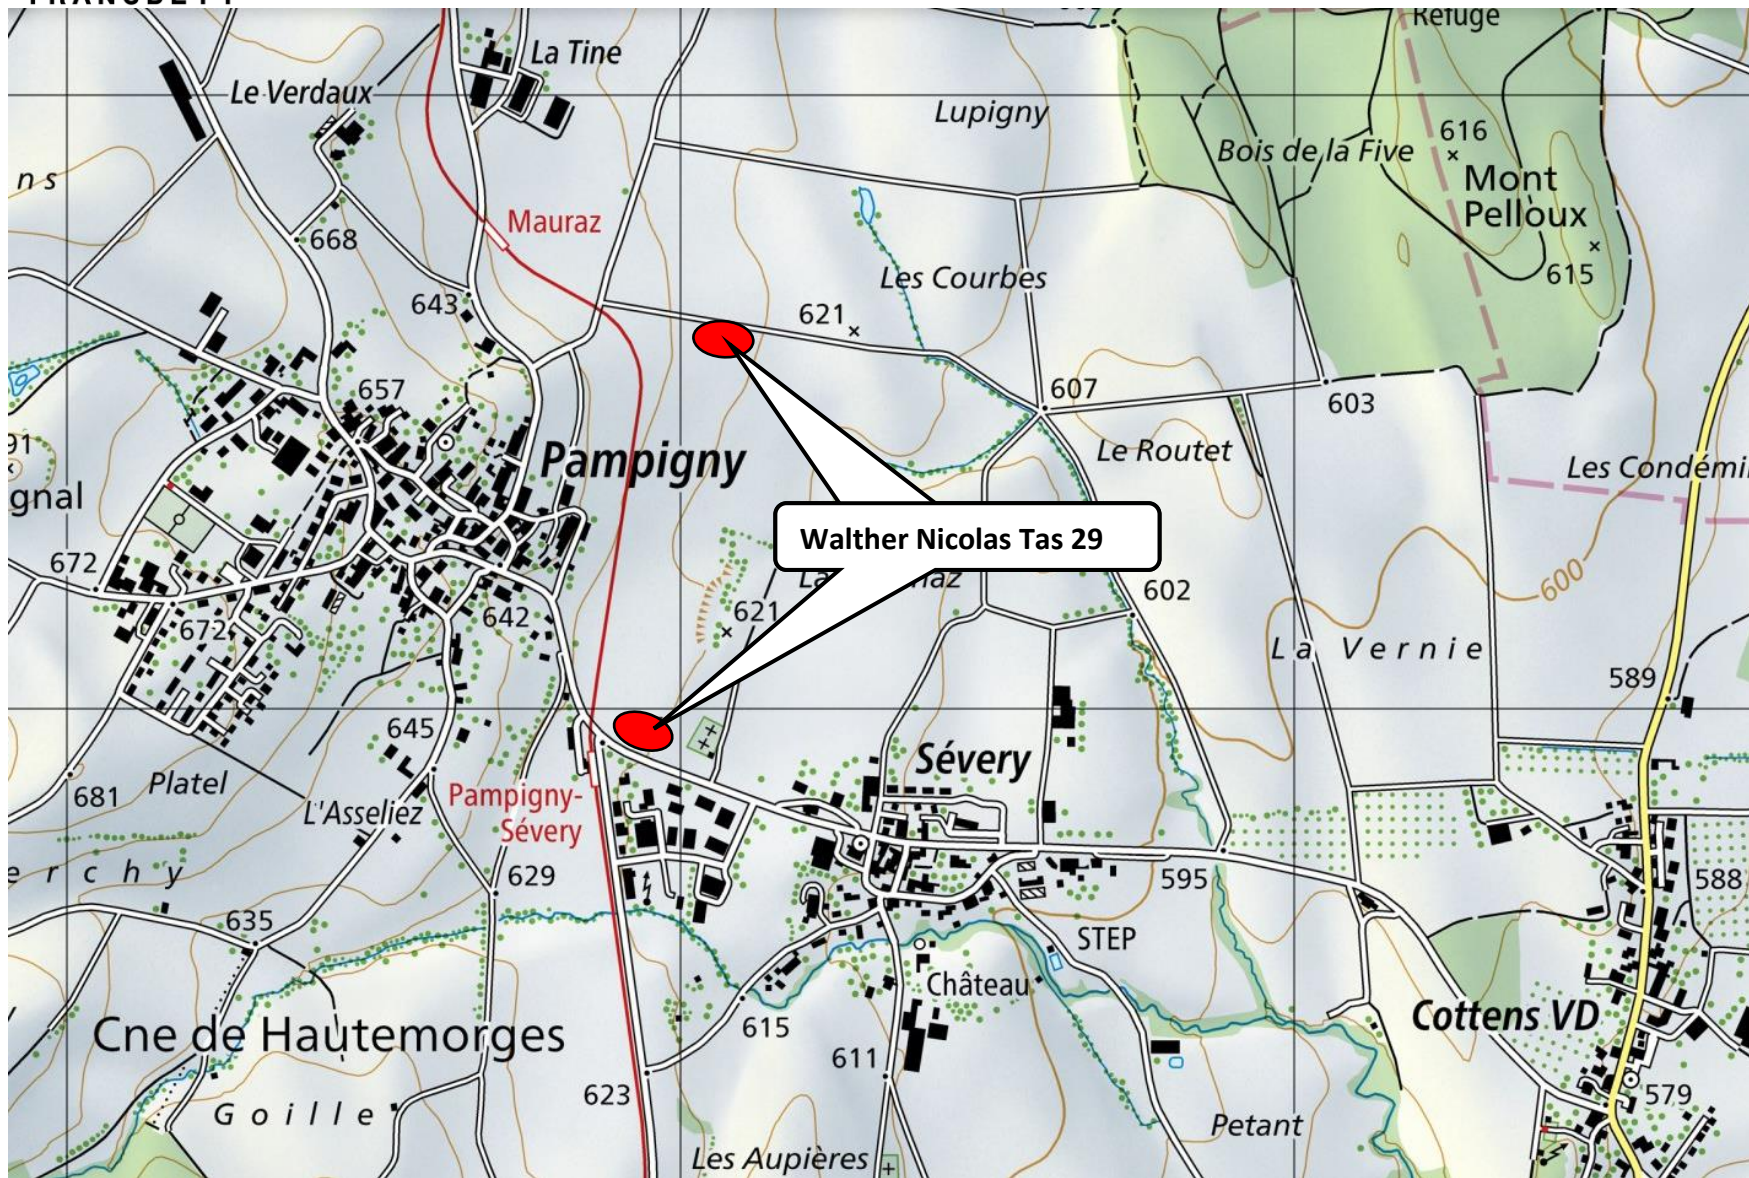 La Tine
Refuge
Le Verdaux
Lupigny
616
Bois de la Five
ns
Mont
Pelloux
Mauraz
668
615
Les Courbes
643
621
657
607
603
Pampigny
Le Routet
Les Condémi
gnal
Walther Nicolas Tas 29
672
602
600
621
642
672
La Vernie
589
645
Sévery
Platel
681
L'Asseliez
Pampigny-
Sévery
erchy
629
595
588
635
STEP
Château
Cottens VD
Cne de Hautemorges
615
611
623
579
Goille
Petant
Les Aupières